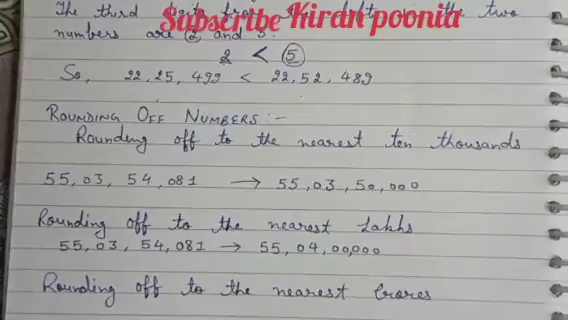 The third digit from the left in the two
Subscribe Kiran poonia
numbers are 2 and 5.
2 < 5
So, 22,25,499 < 22,52,489
ROUNDING OFF NUMBERS :-
Rounding off to the nearest ten thousands
55,03,54,081 → 55,03,50,000
Rounding off to the nearest Lakhs
55,03,54,081 → 55,04,00,000
Rounding off to the nearest Crores